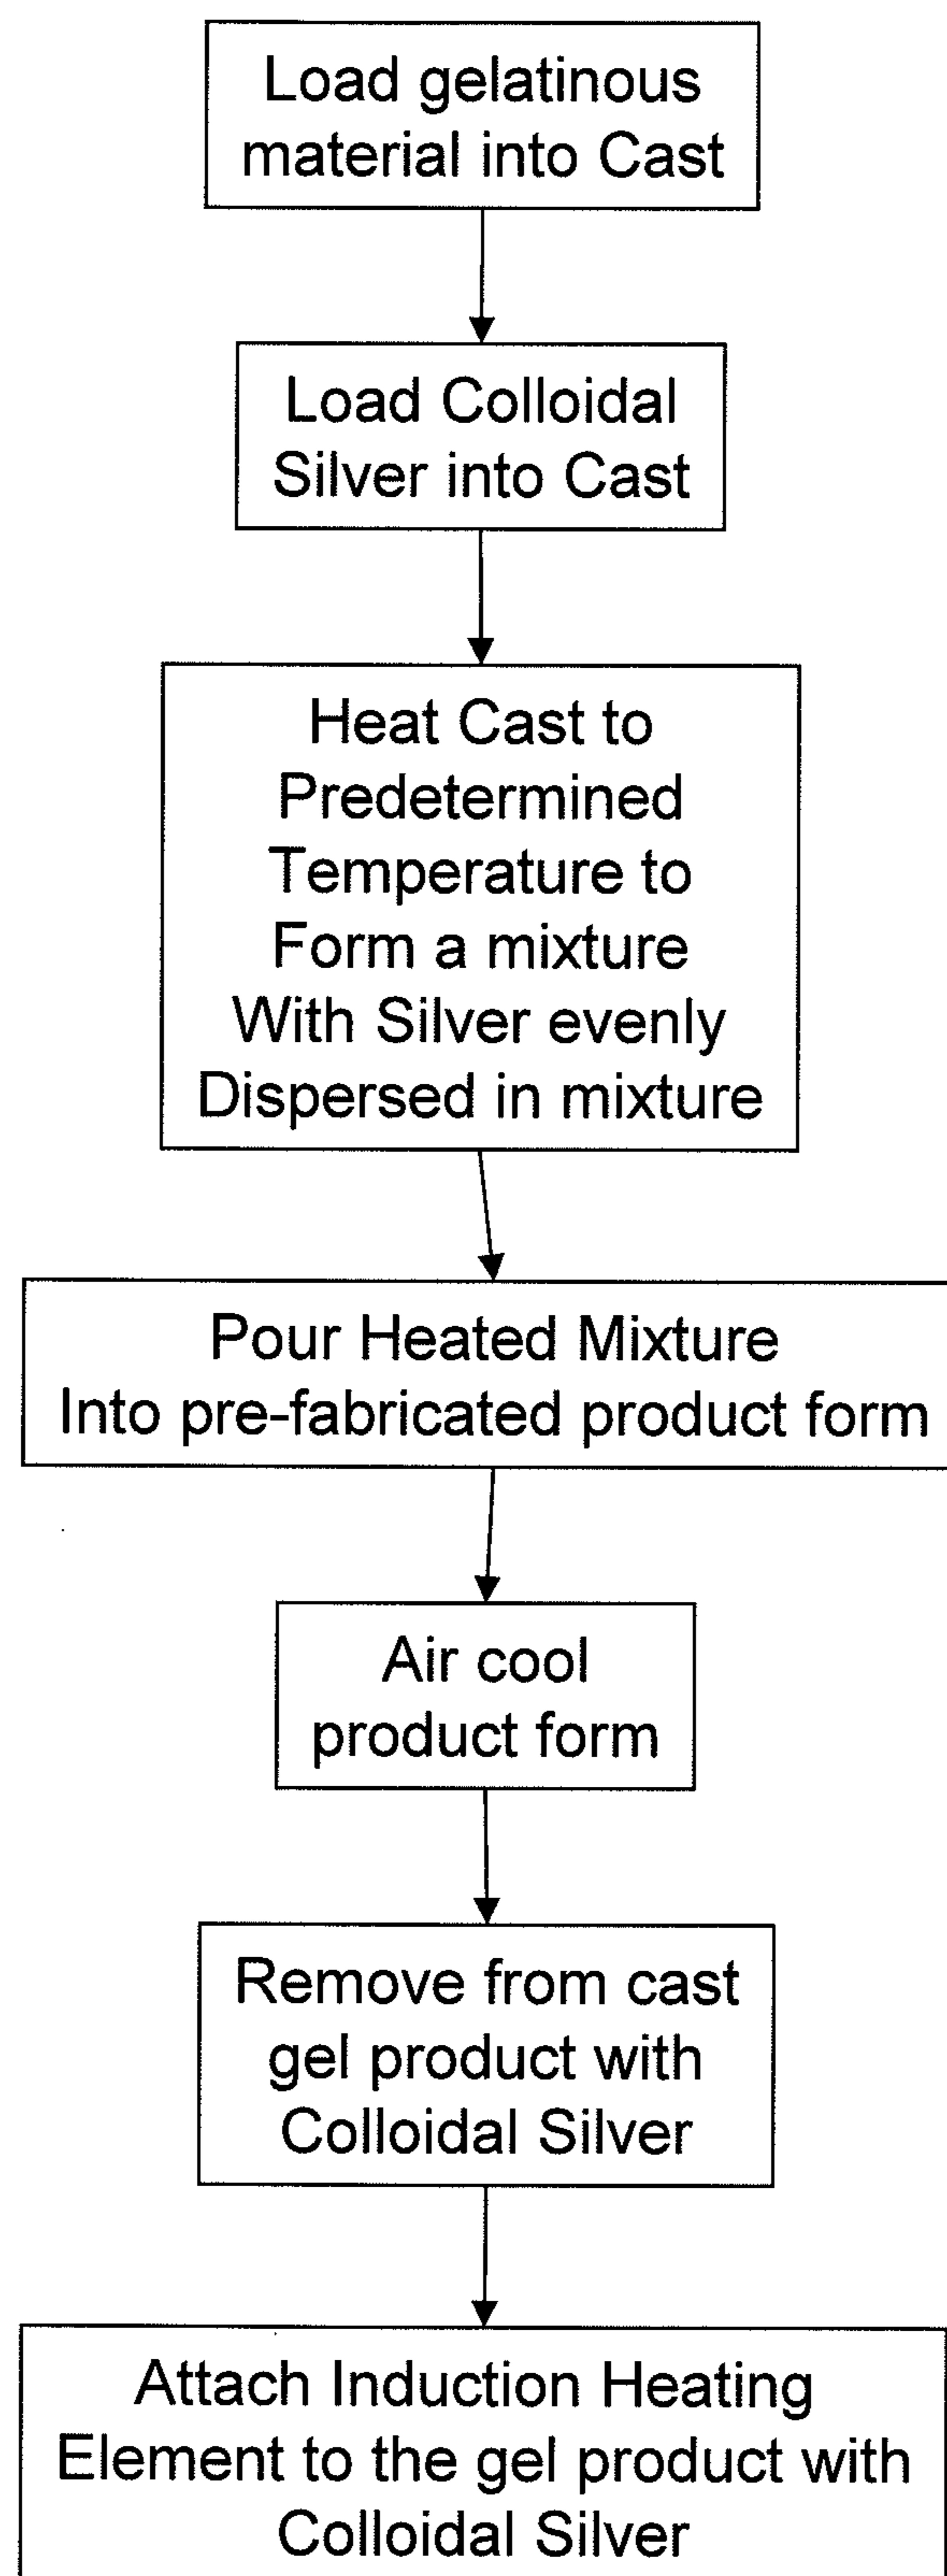 Load gelatinous
material into Cast
Load Colloidal
Silver into Cast
Heat Cast to
Predetermined
Temperature to
Form a mixture
With Silver evenly
Dispersed in mixture
Pour Heated Mixture
Into pre-fabricated product form
Air cool
product form
Remove from cast
gel product with
Colloidal Silver
Attach Induction Heating
Element to the gel product with
Colloidal Silver